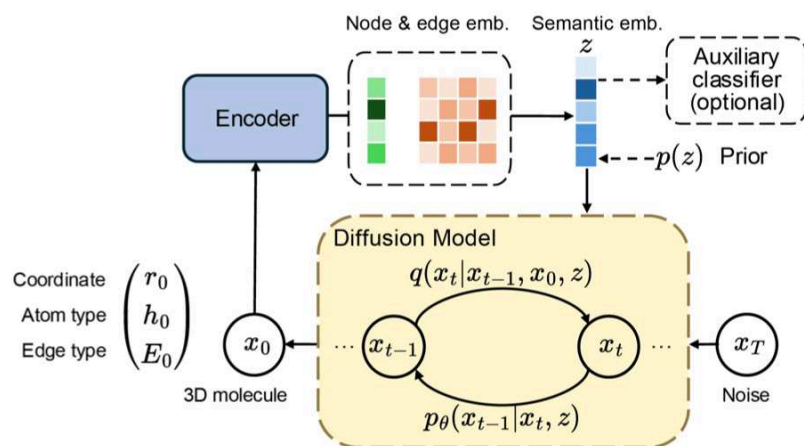 Node & edge emb.
Semantic emb.
z
Auxiliary
classifier
(optional)
Encoder
p(z) Prior
Diffusion Model
q(x_t|x_{t-1}, x_0, z)
Coordinate r_0
Atom type h_0
Edge type E_0
x_0
... x_{t-1}
x_t ...
x_T
3D molecule
Noise
p_θ(x_{t-1}|x_t, z)